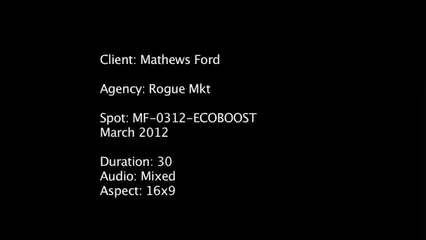 Client: Mathews Ford
Agency: Rogue Mkt
Spot: MF-0312-ECOBOOST
March 2012
Duration: 30
Audio: Mixed
Aspect: 16x9